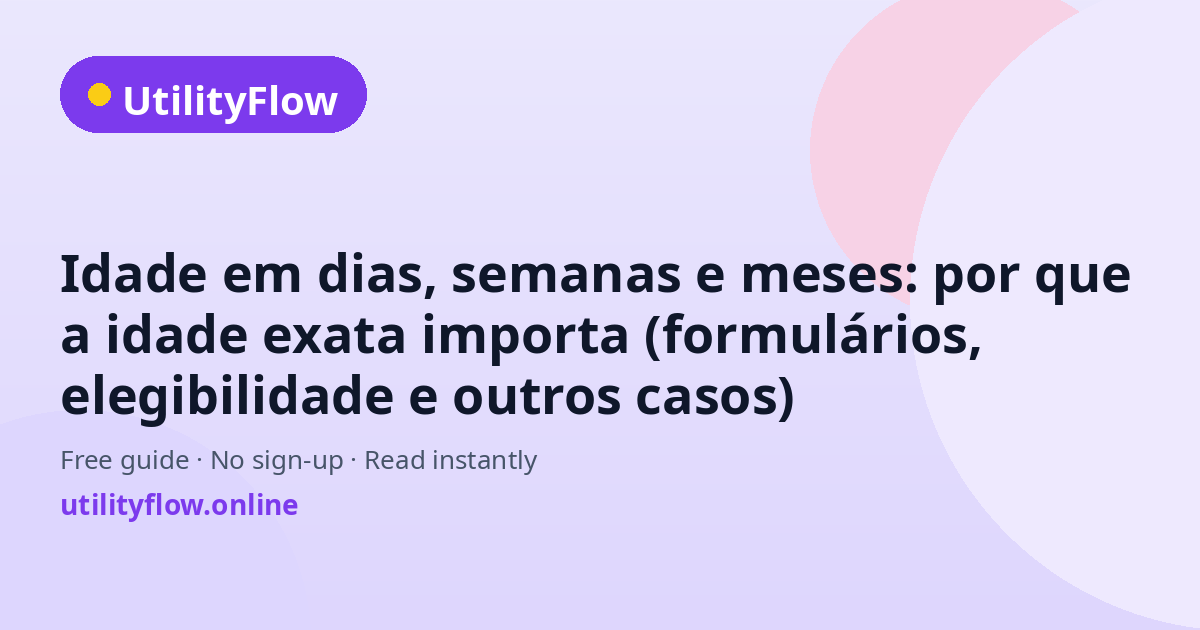 UtilityFlow
Idade em dias, semanas e meses: por que
a idade exata importa (formulários,
elegibilidade e outros casos)
Free guide · No sign-up · Read instantly
utilityflow.online